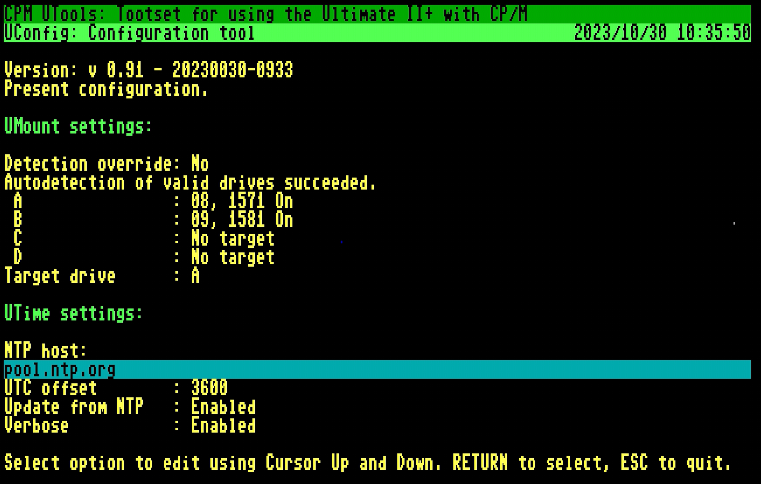 CPM UTools: Tootset for using the Ultimate II+ with CP/M
UConfig: Configuration tool 2023/10/30 10:35:50
Version: v 0.91 - 20230030-0933
Present configuration.
UMount settings:
Detection override: No
Autodetection of valid drives succeeded.
A : 08, 1571 On
B : 09, 1581 On
C : No target
D : No target
Target drive : A
UTime settings:
NTP host:
pool.ntp.org
UTC offset : 3600
Update from NTP : Enabled
Verbose : Enabled
Select option to edit using Cursor Up and Down. RETURN to select, ESC to quit.